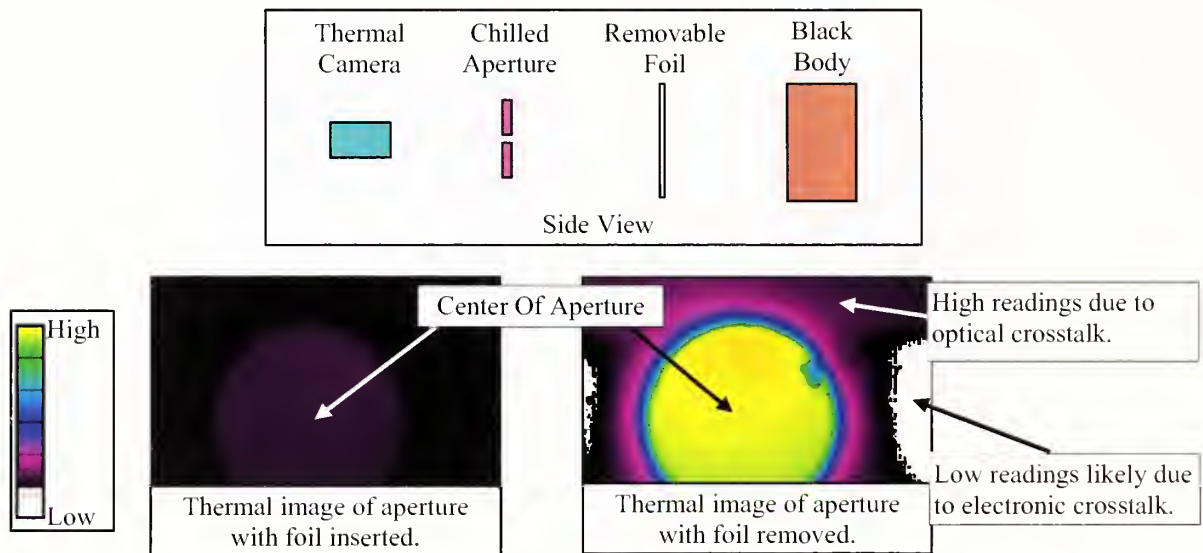 Thermal
Camera
Chilled
Aperture
Removable
Foil
Black
Body
Side View
High
Low
Center Of Aperture
High readings due to
optical crosstalk.
Low readings likely due
to electronic crosstalk.
Thermal image of aperture
with foil inserted.
Thermal image of aperture
with foil removed.